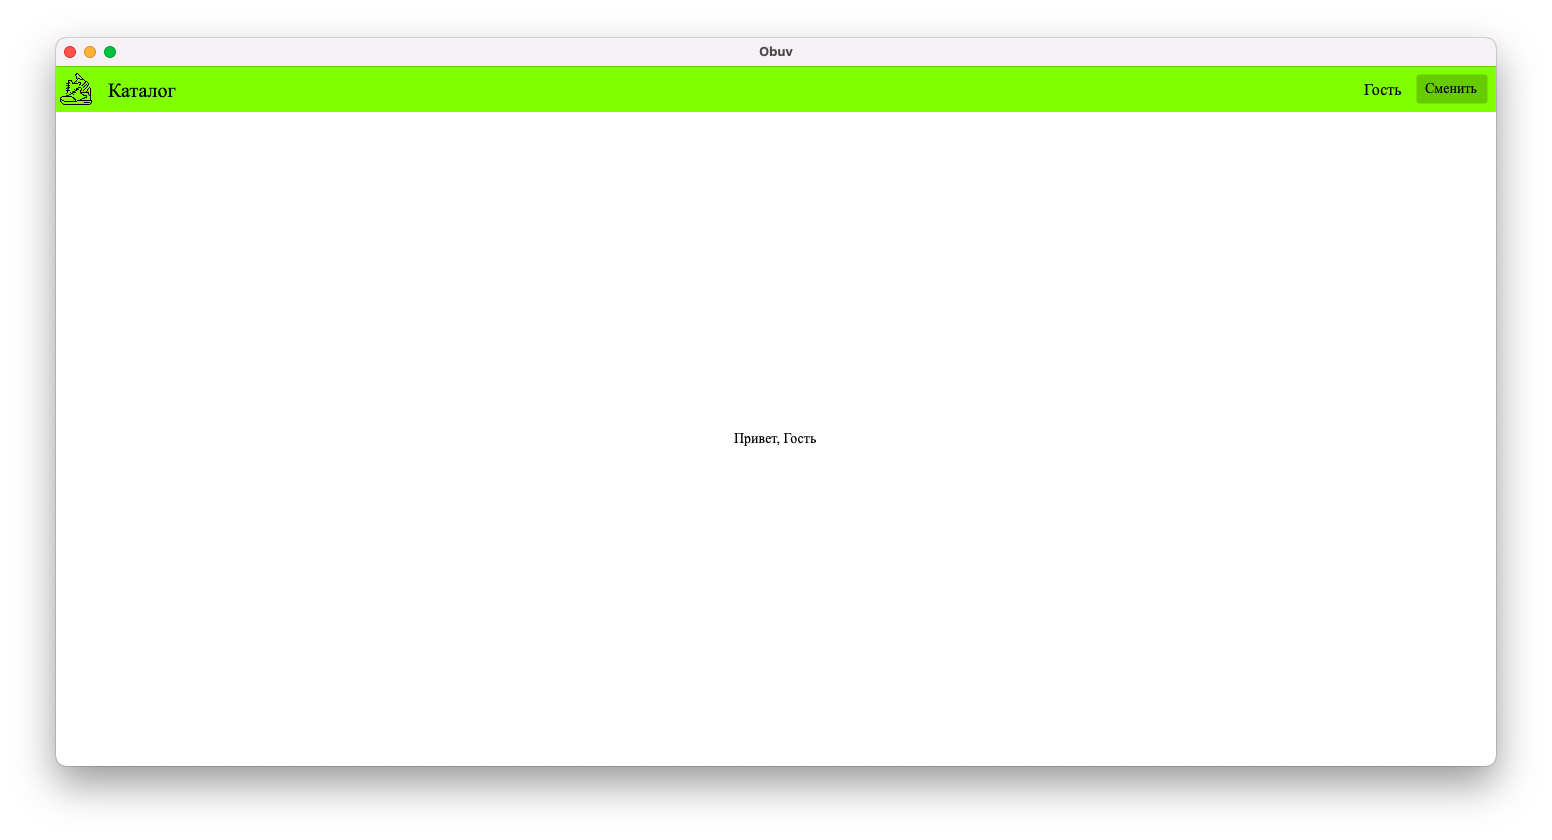 Obuv
Каталог
Гость
Сменить
Привет, Гость